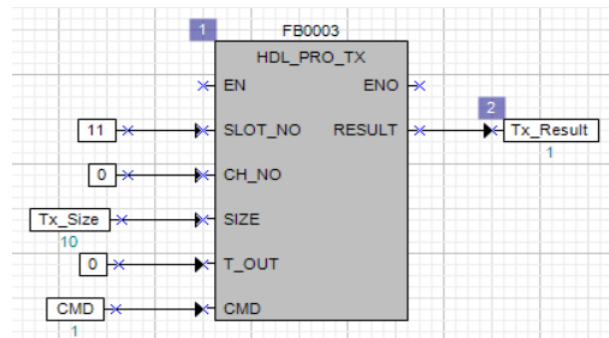 1 FB0003
HDL_PRO_TX
EN ENO
2
11 SLOT_NO RESULT Tx_Result
1
0 CH_NO
Tx_Size SIZE
10
0 T_OUT
CMD CMD
1